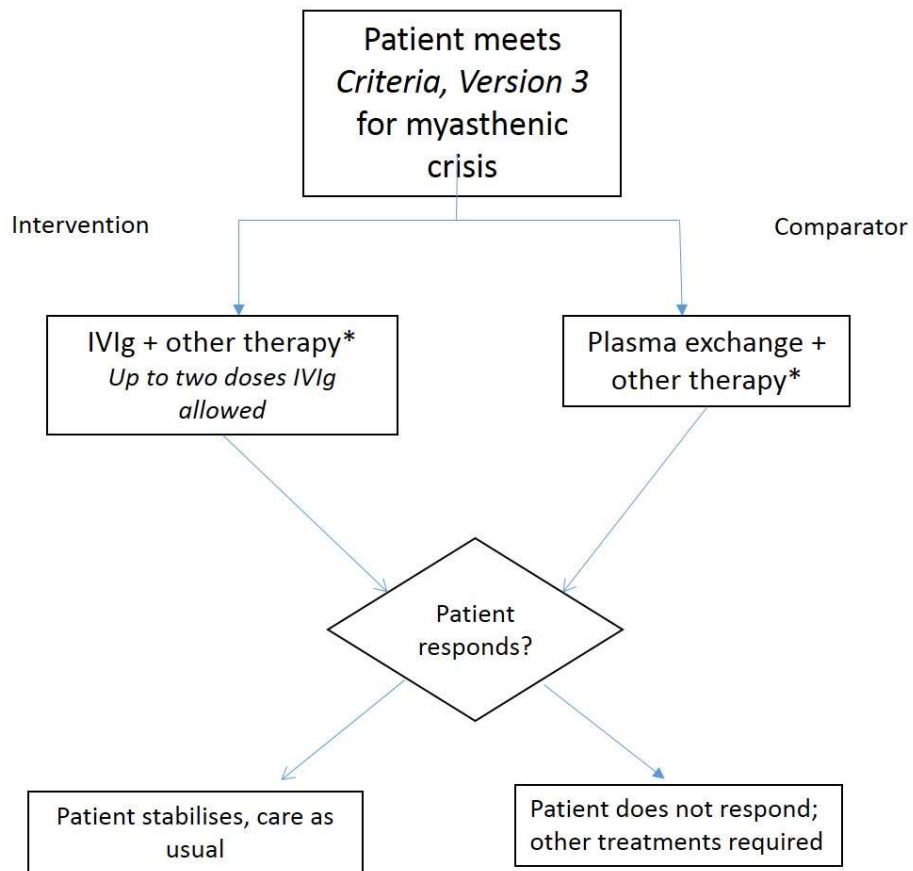 Patient meets
Criteria, Version 3
for myasthenic
crisis
Intervention
Comparator
IVIg + other therapy*
Up to two doses IVIg
allowed
Plasma exchange +
other therapy*
Patient
responds?
Patient stabilises, care as
usual
Patient does not respond;
other treatments required